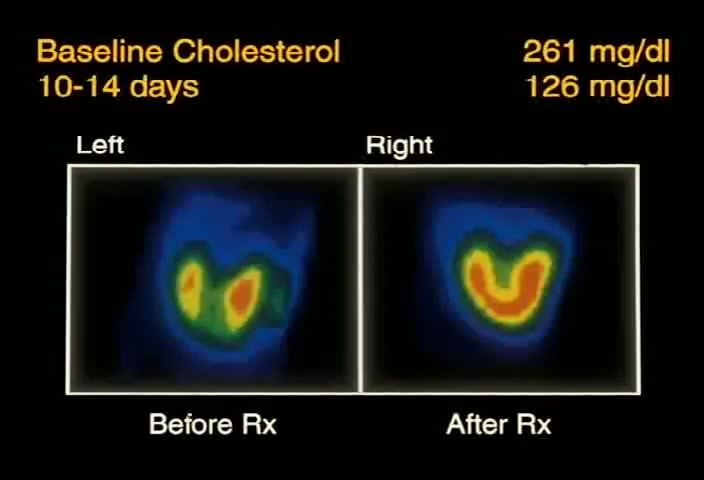 Baseline Cholesterol 261 mg/dl
10-14 days 126 mg/dl
Left Right
Before Rx After Rx